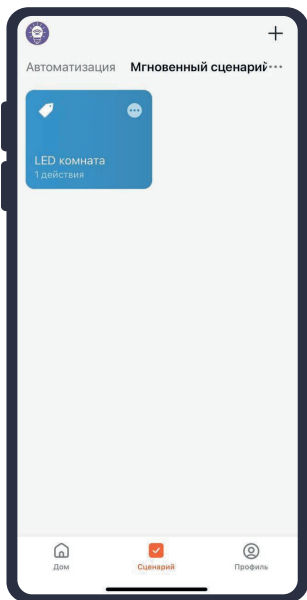 Автоматизация Мгновенный сценарий
LED комната
1 действия
Дом Сценарий Профиль